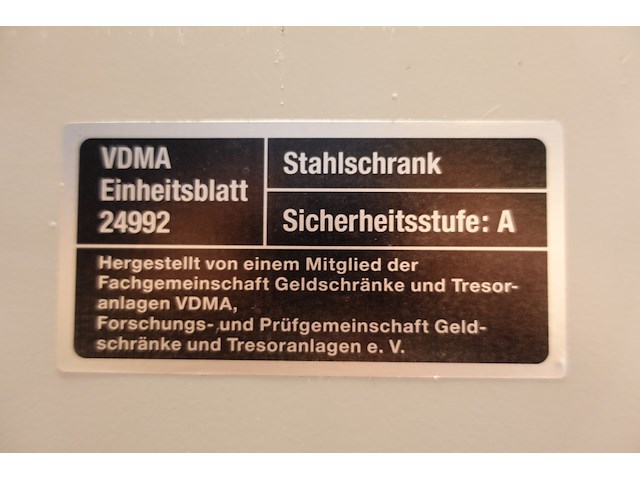 VDMA
Einheitsblatt
24992
Stahlschrank
Sicherheitsstufe: A
Hergestellt von einem Mitglied der
Fachgemeinschaft Geldschränke und Tresor-
anlagen VDMA,
Forschungs- und Prüfgemeinschaft Geld-
schränke und Tresoranlagen e. V.